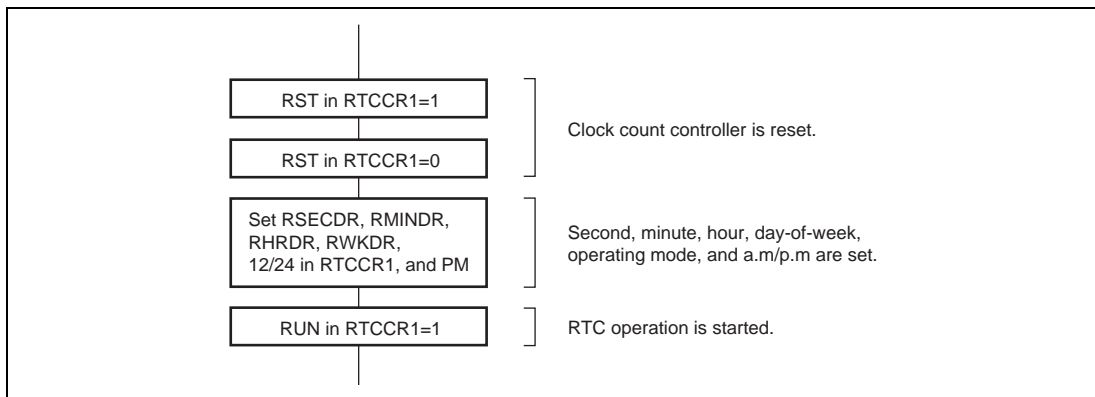 RST in RTCCR1=1
RST in RTCCR1=0
Clock count controller is reset.
Set RSECDR, RMINDR,
RHRDR, RWKDR,
12/24 in RTCCR1, and PM
Second, minute, hour, day-of-week,
operating mode, and a.m/p.m are set.
RUN in RTCCR1=1
RTC operation is started.